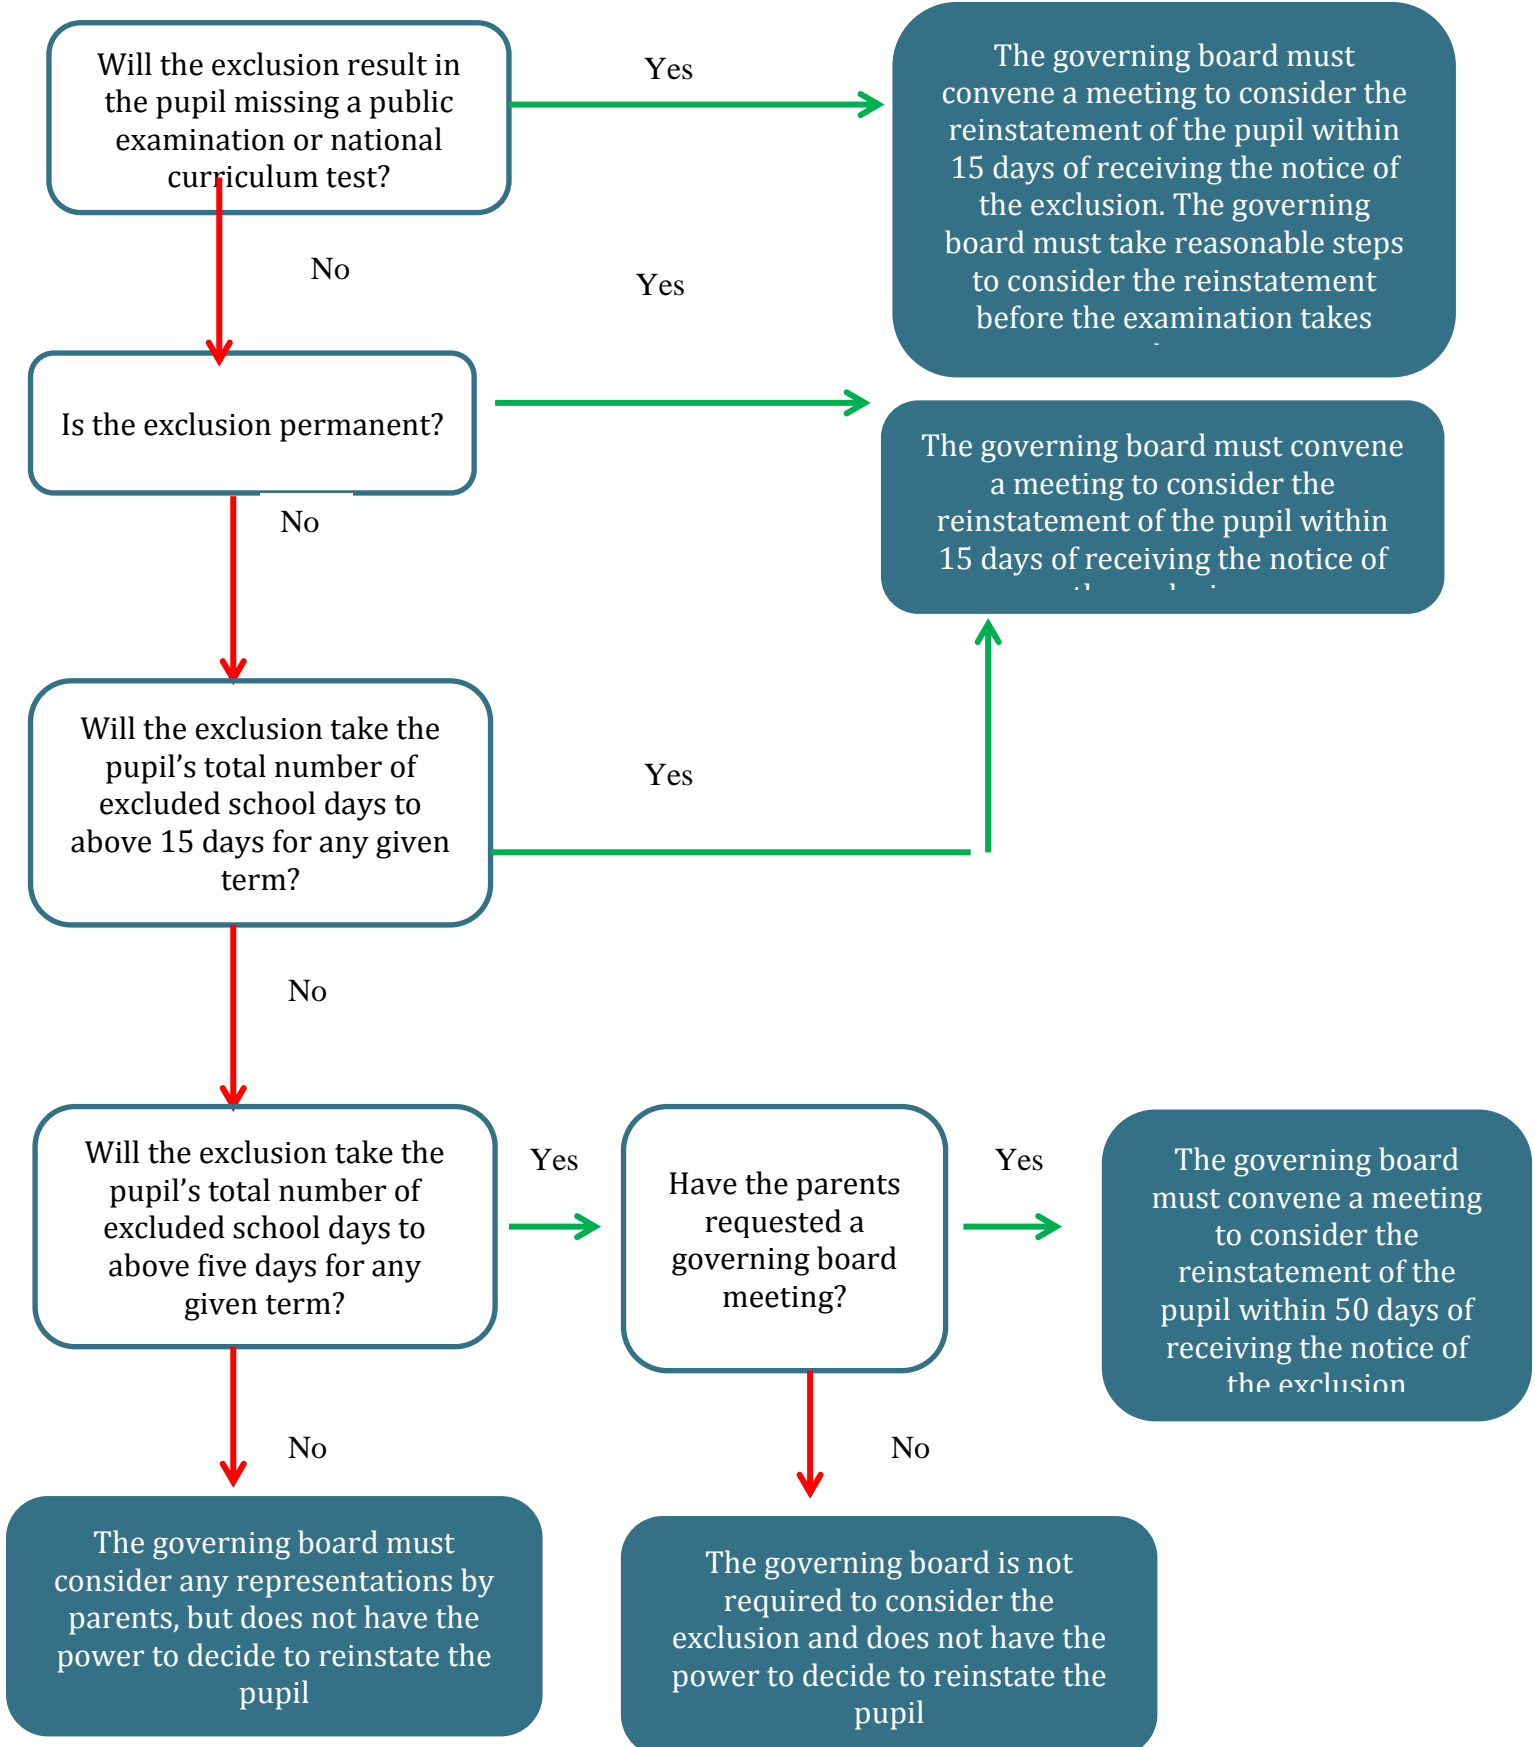 Will the exclusion result in
the pupil missing a public
examination or national
curriculum test?
Yes
The governing board must
convene a meeting to consider the
reinstatement of the pupil within
15 days of receiving the notice of
the exclusion. The governing
board must take reasonable steps
to consider the reinstatement
before the examination takes
No
Yes
Is the exclusion permanent?
The governing board must convene
a meeting to consider the
reinstatement of the pupil within
15 days of receiving the notice of
No
Will the exclusion take the
pupil’s total number of
excluded school days to
above 15 days for any given
term?
Yes
No
Will the exclusion take the
pupil’s total number of
excluded school days to
above five days for any
given term?
Yes
Have the parents
requested a
governing board
meeting?
Yes
The governing board
must convene a meeting
to consider the
reinstatement of the
pupil within 50 days of
receiving the notice of
the exclusion
No
No
The governing board must
consider any representations by
parents, but does not have the
power to decide to reinstate the
pupil
The governing board is not
required to consider the
exclusion and does not have the
power to decide to reinstate the
pupil